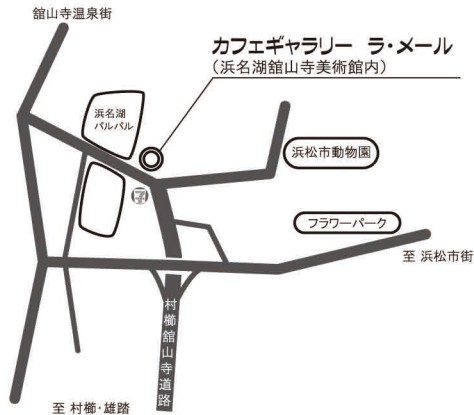 舘山寺温泉街
カフェギャラリー ラ・メール
（浜名湖舘山寺美術館内）
浜名湖
パルパル
浜松市動物園
フラワーパーク
至 浜松市街
村櫛舘山寺道路
至 村櫛・雄踏